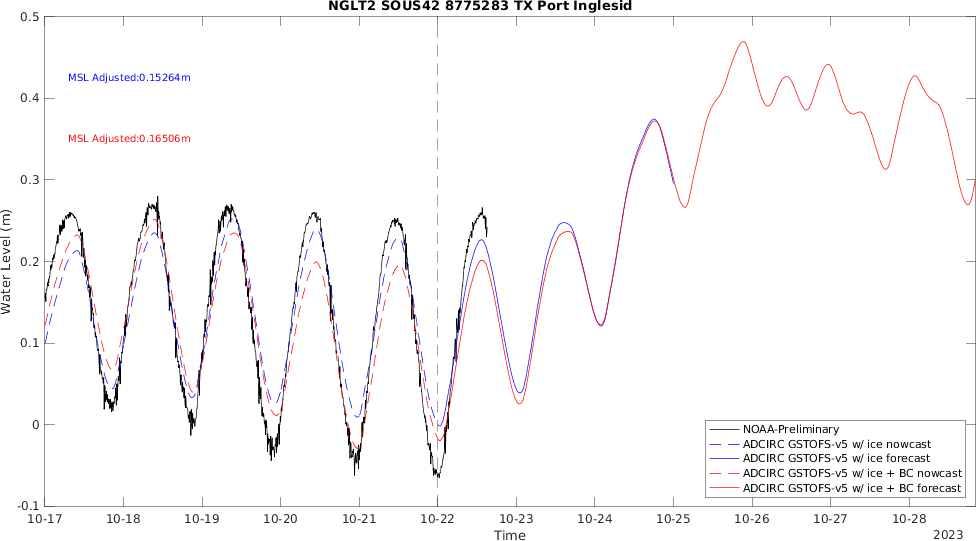 NGLT2 SOUS42 8775283 TX Port Inglesid
MSL Adjusted:0.15264m
MSL Adjusted:0.16506m
Water Level (m)
0.5
0.4
0.3
0.2
0.1
0
-0.1
NOAA-Preliminary
ADCIRC GSTOFS-v5 w/ ice nowcast
ADCIRC GSTOFS-v5 w/ ice forecast
ADCIRC GSTOFS-v5 w/ ice + BC nowcast
ADCIRC GSTOFS-v5 w/ ice + BC forecast
10-17 10-18 10-19 10-20 10-21 10-22 10-23 10-24 10-25 10-26 10-27 10-28
Time
2023